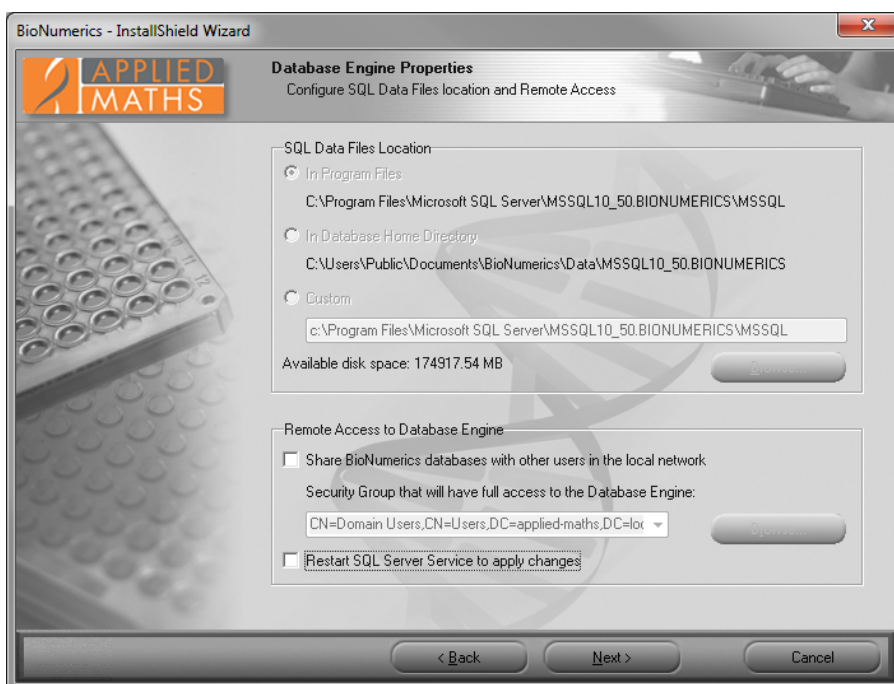 BioNumerics - InstallShield Wizard
APPLIED
MATHS
Database Engine Properties
Configure SQL Data Files location and Remote Access
SQL Data Files Location
In Program Files
C:\Program Files\Microsoft SQL Server\MSSQL10_50.BIONUMERICS\MSSQL
In Database Home Directory
C:\Users\Public\Documents\BioNumerics\Data\MSSQL10_50.BIONUMERICS
Custom
c:\Program Files\Microsoft SQL Server\MSSQL10_50.BIONUMERICS\MSSQL
Available disk space: 174917.54 MB
Browse...
Remote Access to Database Engine
Share BioNumerics databases with other users in the local network
Security Group that will have full access to the Database Engine:
CN=Domain Users,CN=Users,DC=applied-maths,DC=loc
Browse...
Restart SQL Server Service to apply changes
< Back
Next >
Cancel